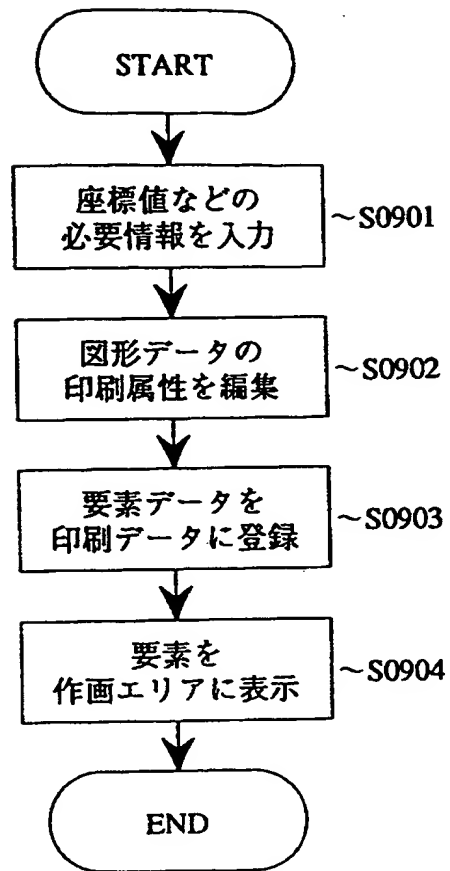 START
座標値などの
必要情報を入力
~S0901
図形データの
印刷属性を編集
~S0902
要素データを
印刷データに登録
~S0903
要素を
作画エリアに表示
~S0904
END